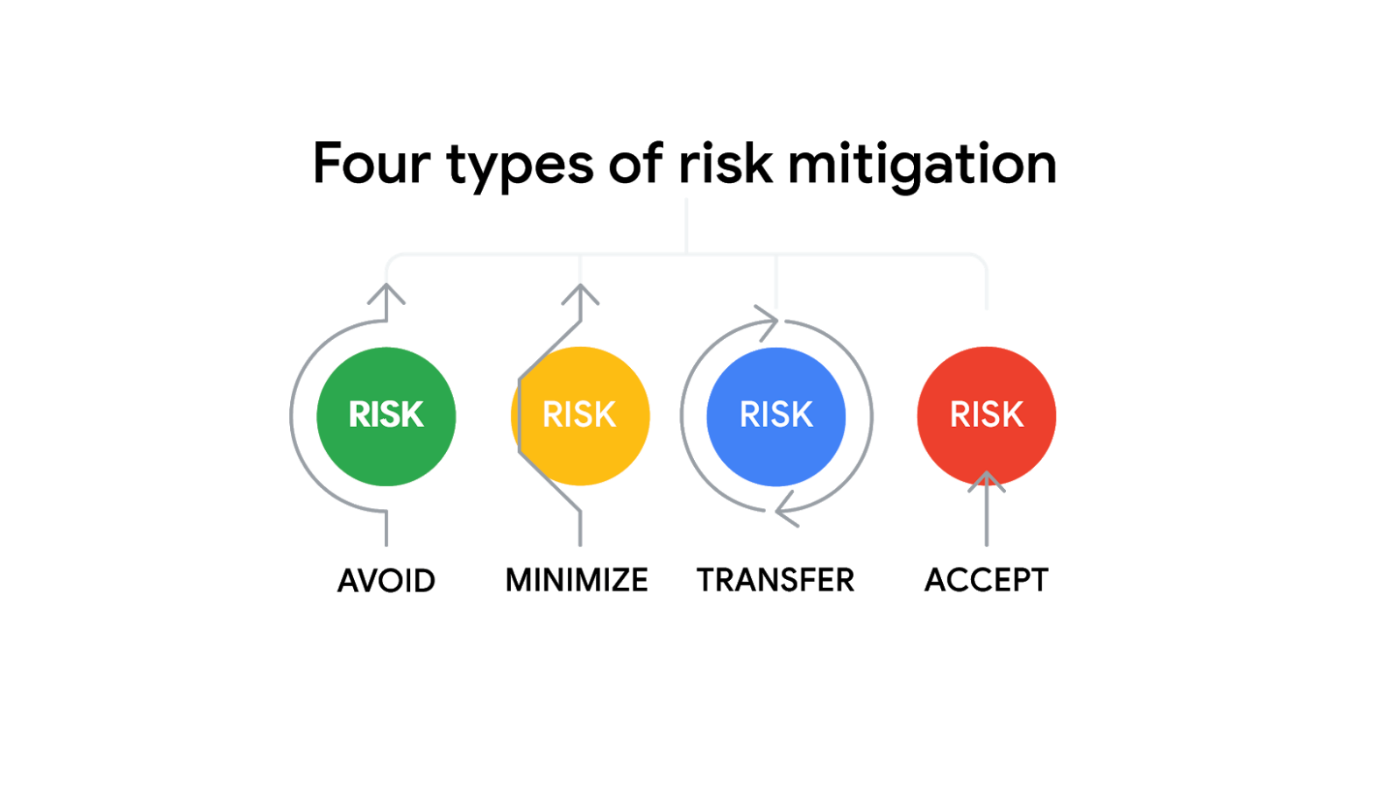 Four types of risk mitigation
RISK RISK RISK RISK
AVOID MINIMIZE TRANSFER ACCEPT